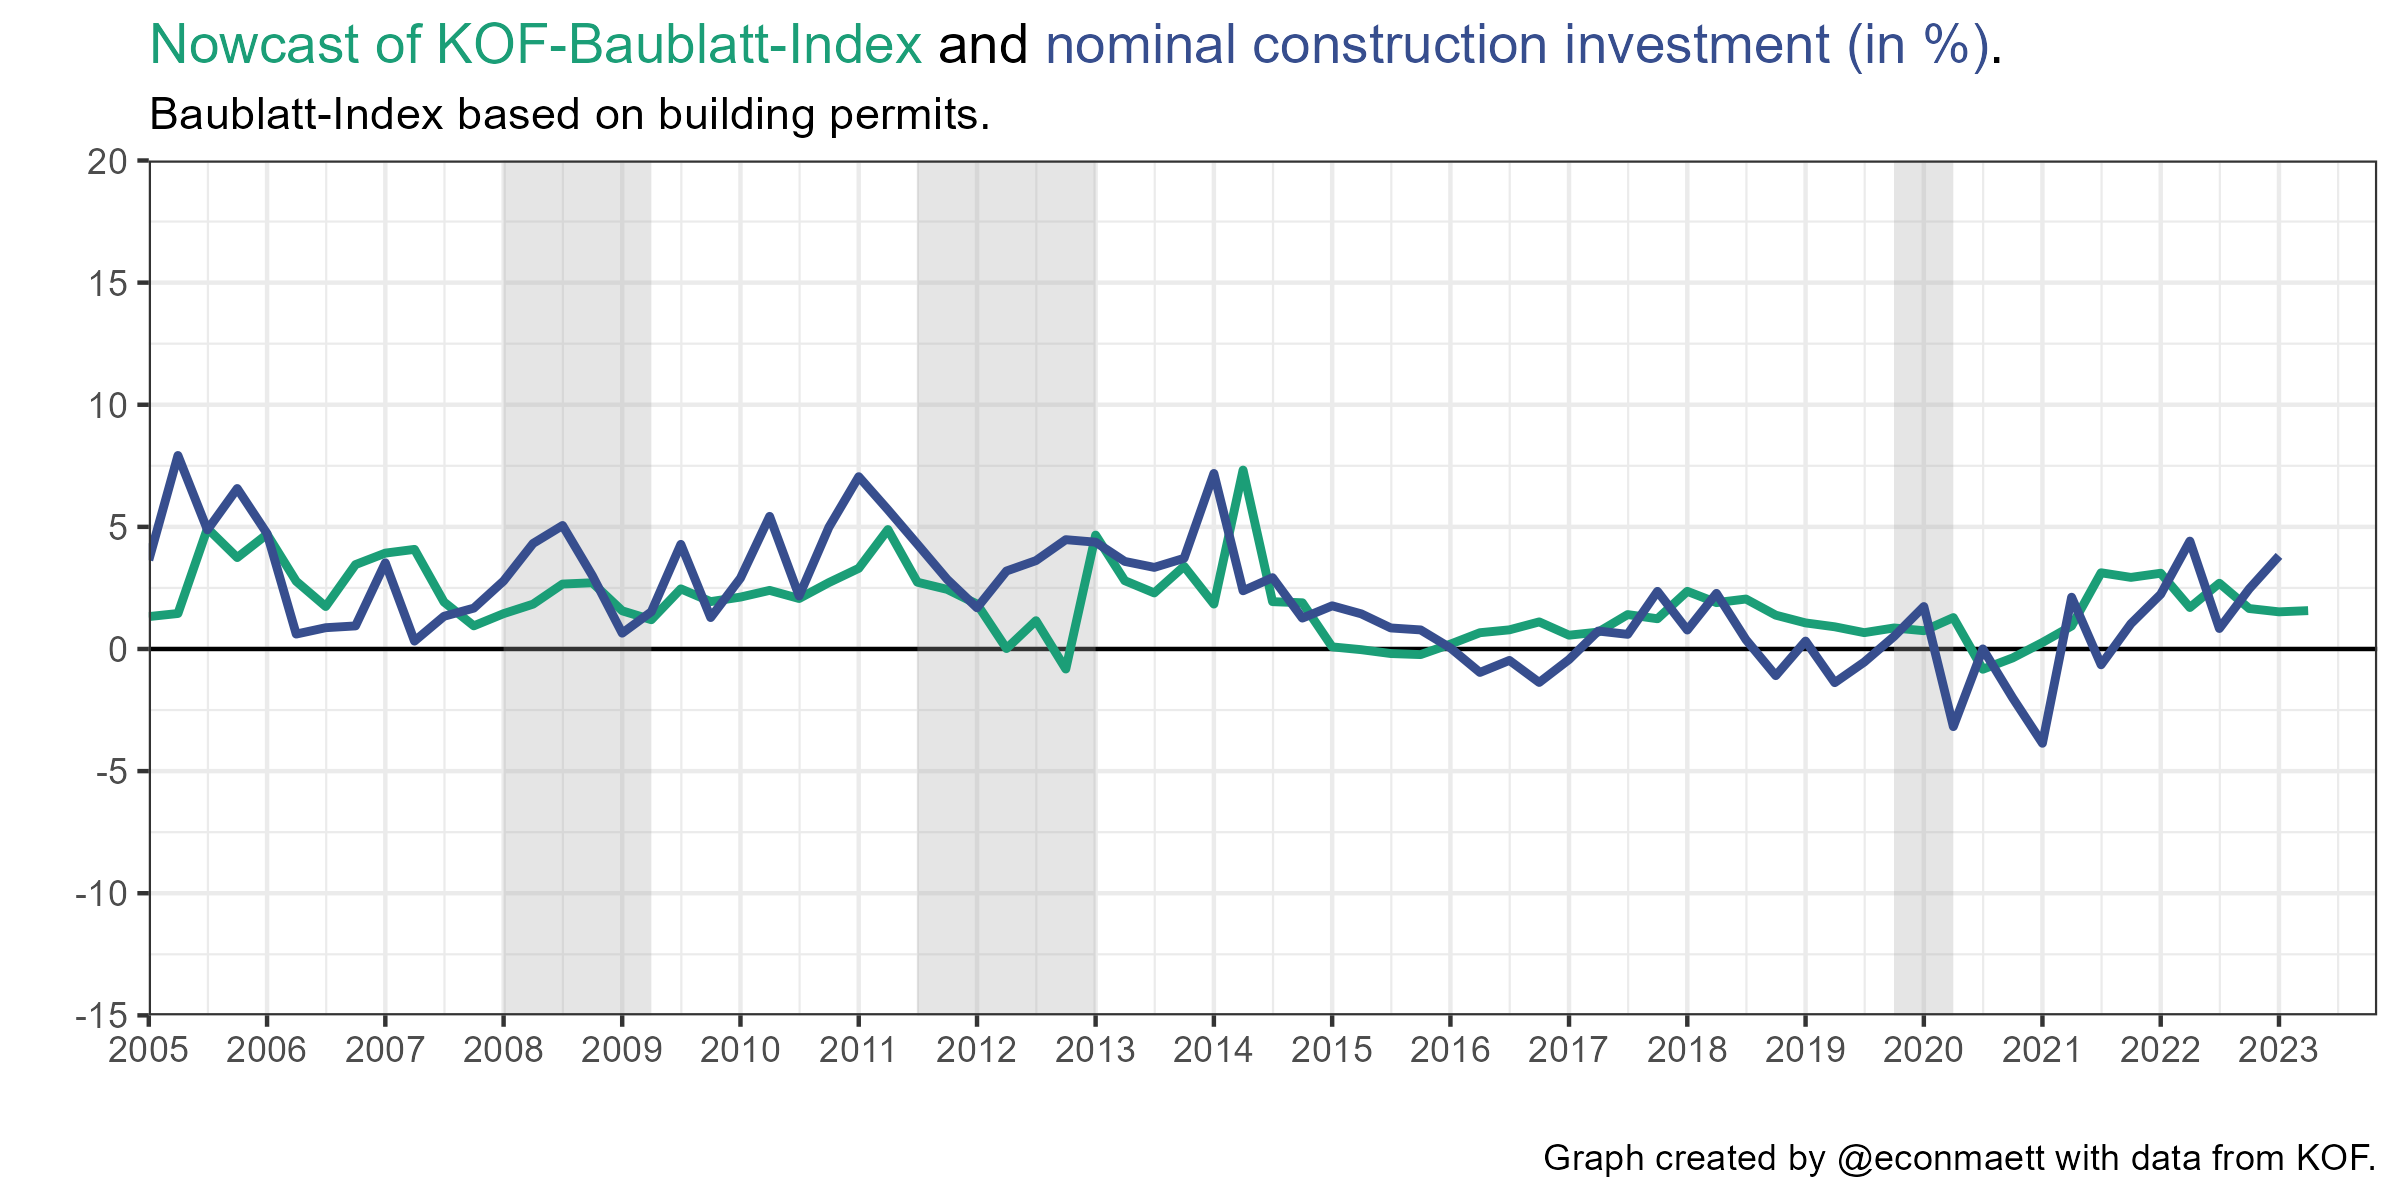 Nowcast of KOF-Baublatt-Index and nominal construction investment (in %).
Baublatt-Index based on building permits.
20
15
10
5
0
-5
-10
-15
2005 2006 2007 2008 2009 2010 2011 2012 2013 2014 2015 2016 2017 2018 2019 2020 2021 2022 2023
Graph created by @econmaett with data from KOF.